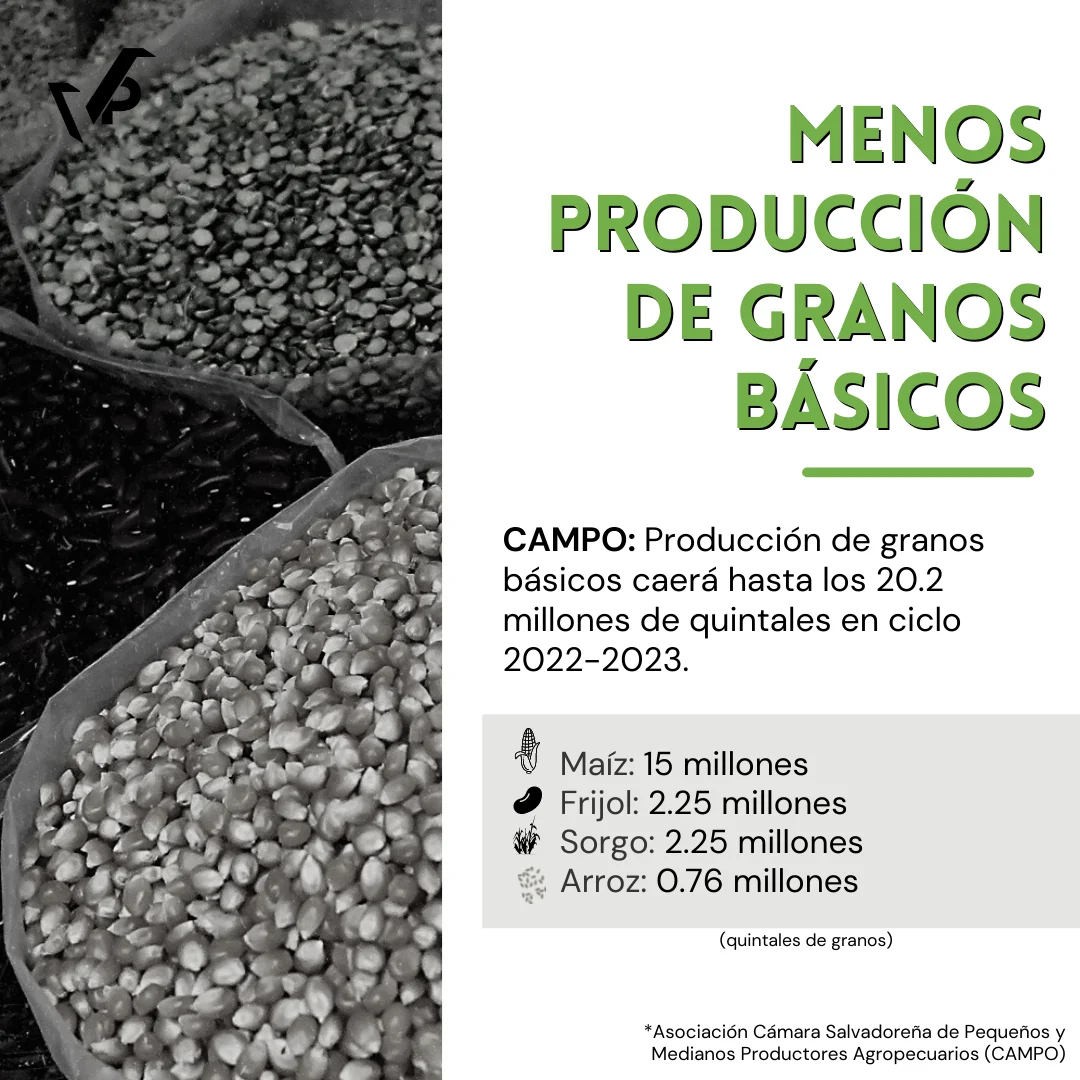 VP
MENOS
PRODUCCIÓN
DE GRANOS
BÁSICOS
CAMPO: Producción de granos
básicos caerá hasta los 20.2
millones de quintales en ciclo
2022-2023.
Maíz: 15 millones
Frijol: 2.25 millones
Sorgo: 2.25 millones
Arroz: 0.76 millones
(quintales de granos)
*Asociación Cámara Salvadoreña de Pequeños y
Medianos Productores Agropecuarios (CAMPO)